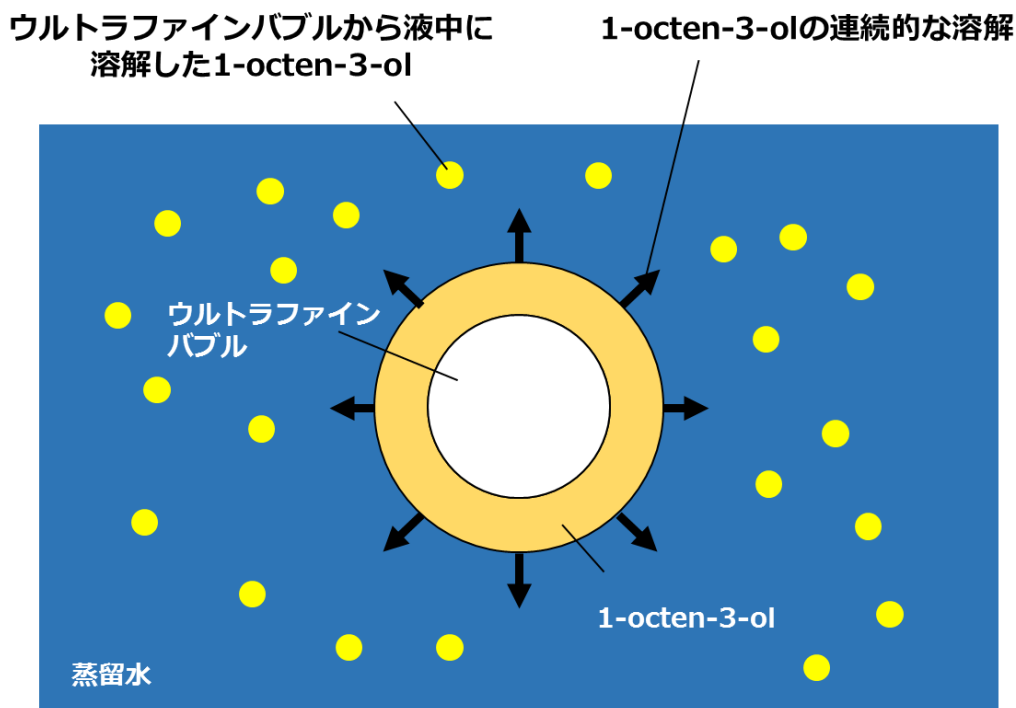 ウルトラファインバブルから液中に
溶解した1-octen-3-ol
1-octen-3-olの連続的な溶解
ウルトラファイン
バブル
1-octen-3-ol
蒸留水